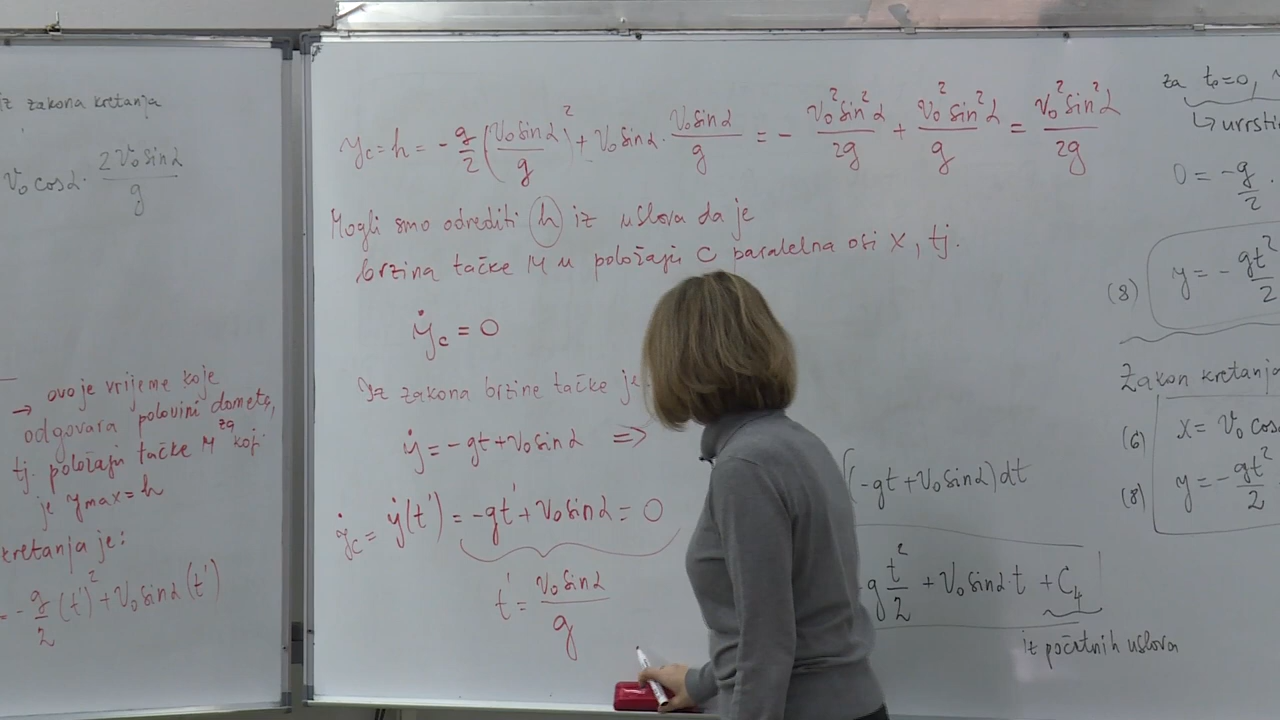 iz zakona kretanja
v₀ cosα · 2v₀ sinα / g
→ ovo je vrijeme koje
odgovara polovini dometa,
tj. položaju tačke M za koji
je ymax = h
kretanja je:
= - g/2 (t')² + v₀ sinα (t')
yc = h = - g/2 (v₀ sinα / g)² + v₀ sinα · v₀ sinα / g = - v₀² sin²α / 2g + v₀² sin²α / g = v₀² sin²α / 2g
Mogli smo odrediti h iz uslova da je
brzina tačke M u položaju C paralelna osi x, tj.
ẏc = 0
Iz zakona brzine tačke je
ẏ = -gt + v₀ sinα ⇒
ẏc = ẏ(t') = -gt' + v₀ sinα = 0
t' = v₀ sinα / g
∫(-gt + v₀ sinα) dt
g t²/2 + v₀ sinα · t + C₄
iz početnih uslova
za t₀ = 0,
↳ uvrsti
0 = - g/2 ·
(8) y = - gt²/2
Zakon kretanja
(6) x = v₀ cos
(8) y = - gt²/2